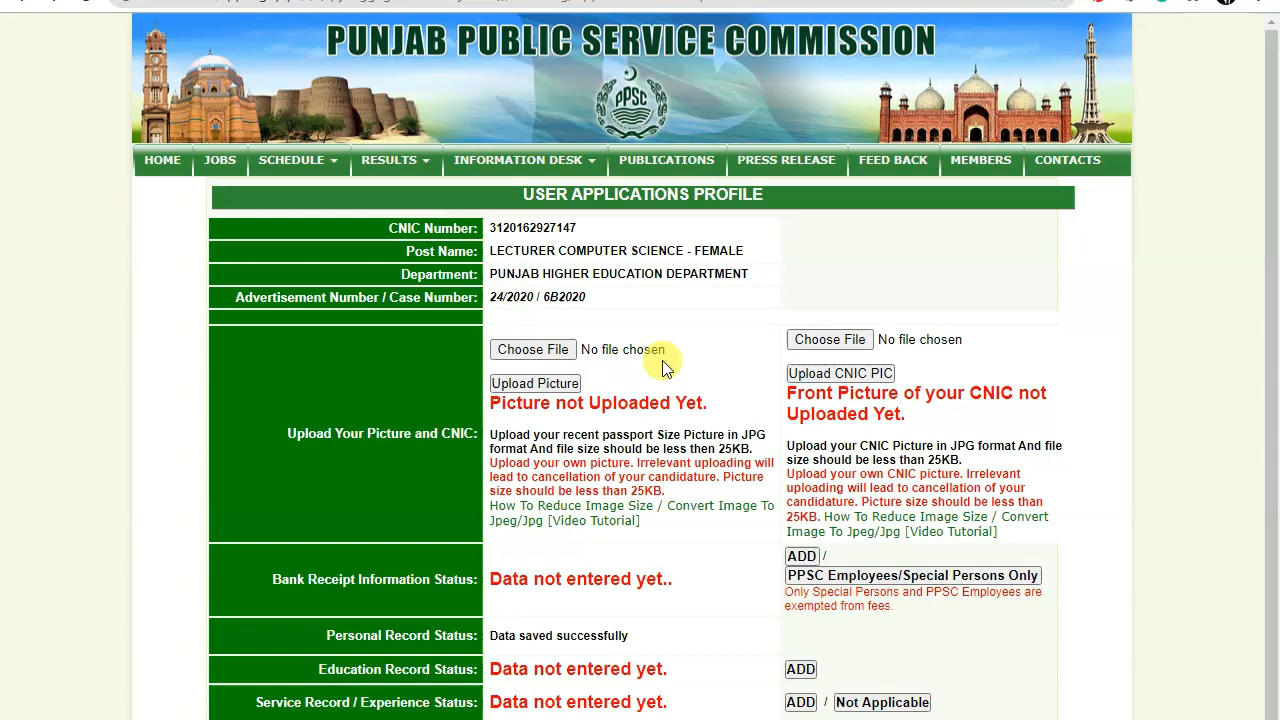 PUNJAB PUBLIC SERVICE COMMISSION
PPSC
HOME JOBS SCHEDULE RESULTS INFORMATION DESK PUBLICATIONS PRESS RELEASE FEED BACK MEMBERS CONTACTS
USER APPLICATIONS PROFILE
CNIC Number: 3120162927147
Post Name: LECTURER COMPUTER SCIENCE - FEMALE
Department: PUNJAB HIGHER EDUCATION DEPARTMENT
Advertisement Number / Case Number: 24/2020 / 6B2020
Upload Your Picture and CNIC:
Choose File No file chosen
Upload Picture
Picture not Uploaded Yet.
Upload your recent passport Size Picture in JPG
format And file size should be less then 25KB.
Upload your own picture. Irrelevant uploading will
lead to cancellation of your candidature. Picture
size should be less than 25KB.
How To Reduce Image Size / Convert Image To
Jpeg/Jpg [Video Tutorial]
Choose File No file chosen
Upload CNIC PIC
Front Picture of your CNIC not
Uploaded Yet.
Upload your CNIC Picture in JPG format And file
size should be less than 25KB.
Upload your own CNIC picture. Irrelevant
uploading will lead to cancellation of your
candidature. Picture size should be less than
25KB. How To Reduce Image Size / Convert
Image To Jpeg/Jpg [Video Tutorial]
Bank Receipt Information Status: Data not entered yet..
ADD /
PPSC Employees/Special Persons Only
Only Special Persons and PPSC Employees are
exempted from fees.
Personal Record Status: Data saved successfully
Education Record Status: Data not entered yet. ADD
Service Record / Experience Status: Data not entered yet. ADD / Not Applicable